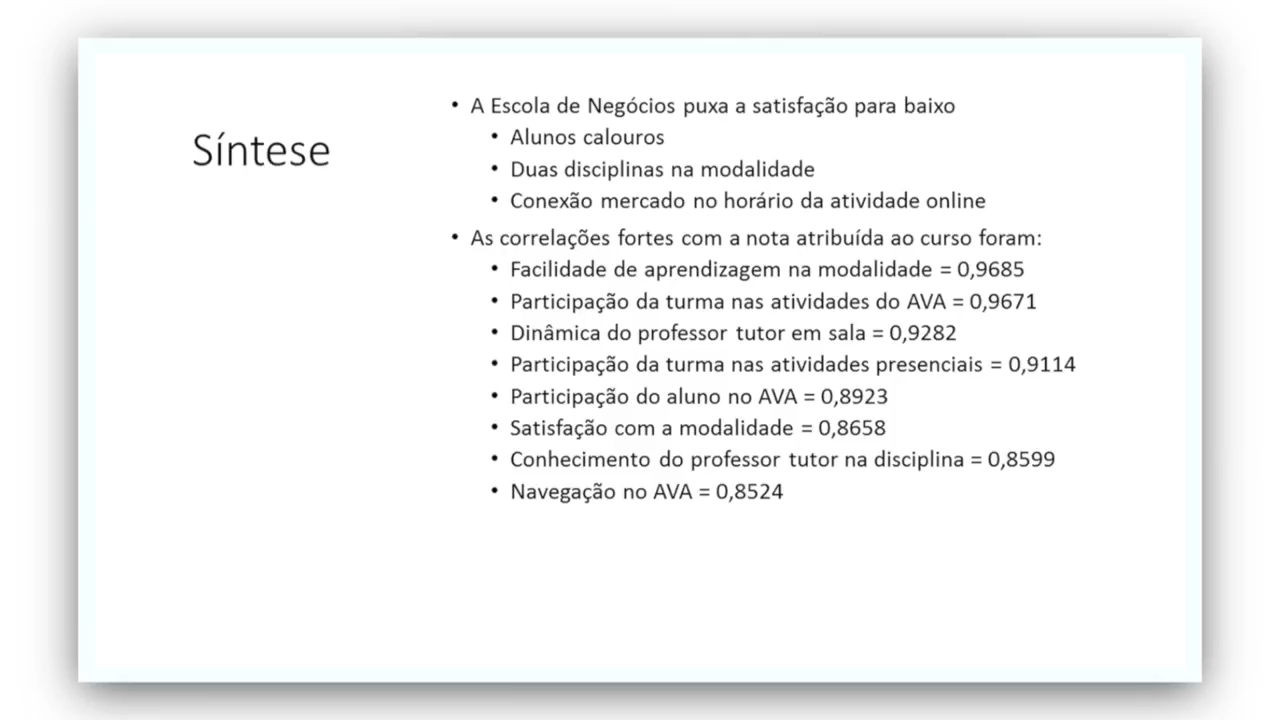 Síntese
• A Escola de Negócios puxa a satisfação para baixo
• Alunos calouros
• Duas disciplinas na modalidade
• Conexão mercado no horário da atividade online
• As correlações fortes com a nota atribuída ao curso foram:
• Facilidade de aprendizagem na modalidade = 0,9685
• Participação da turma nas atividades do AVA = 0,9671
• Dinâmica do professor tutor em sala = 0,9282
• Participação da turma nas atividades presenciais = 0,9114
• Participação do aluno no AVA = 0,8923
• Satisfação com a modalidade = 0,8658
• Conhecimento do professor tutor na disciplina = 0,8599
• Navegação no AVA = 0,8524